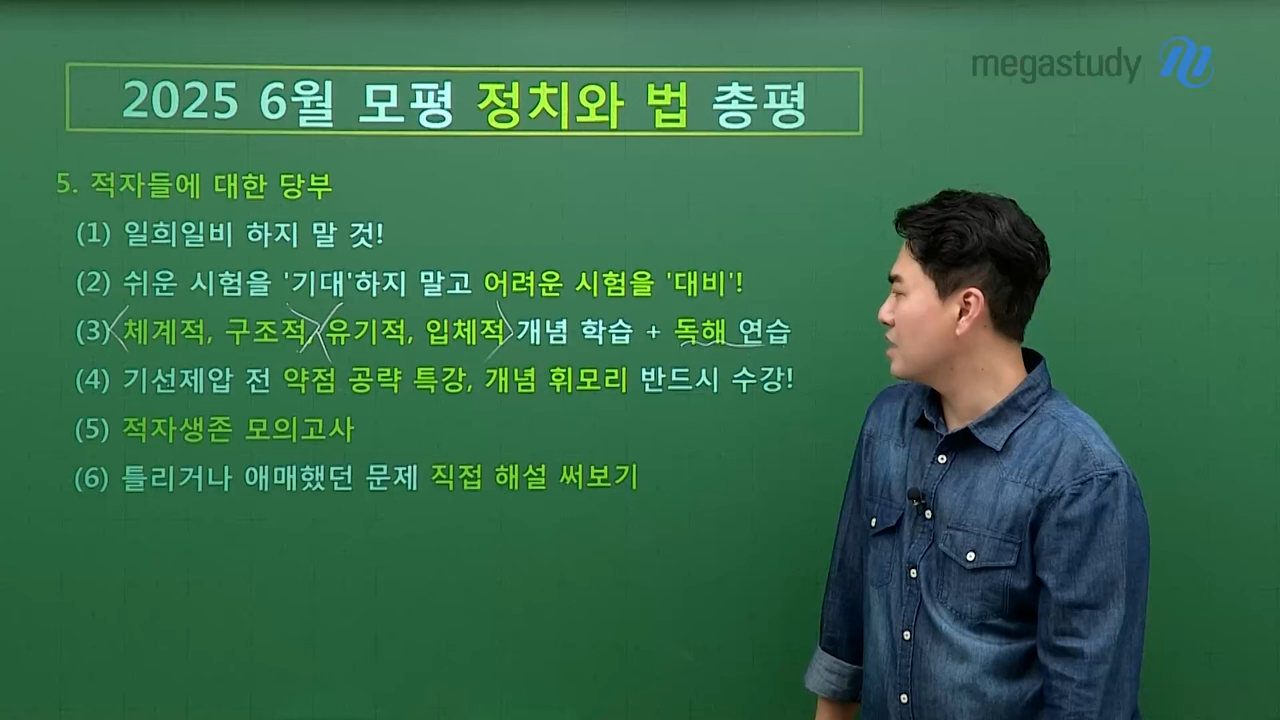 megastudy
2025 6월 모평 정치와 법 총평
5. 적자들에 대한 당부
(1) 일희일비 하지 말 것!
(2) 쉬운 시험을 '기대'하지 말고 어려운 시험을 '대비'!
(3) 체계적, 구조적, 유기적, 입체적 개념 학습 + 독해 연습
(4) 기선제압 전 약점 공략 특강, 개념 휘모리 반드시 수강!
(5) 적자생존 모의고사
(6) 틀리거나 애매했던 문제 직접 해설 써보기